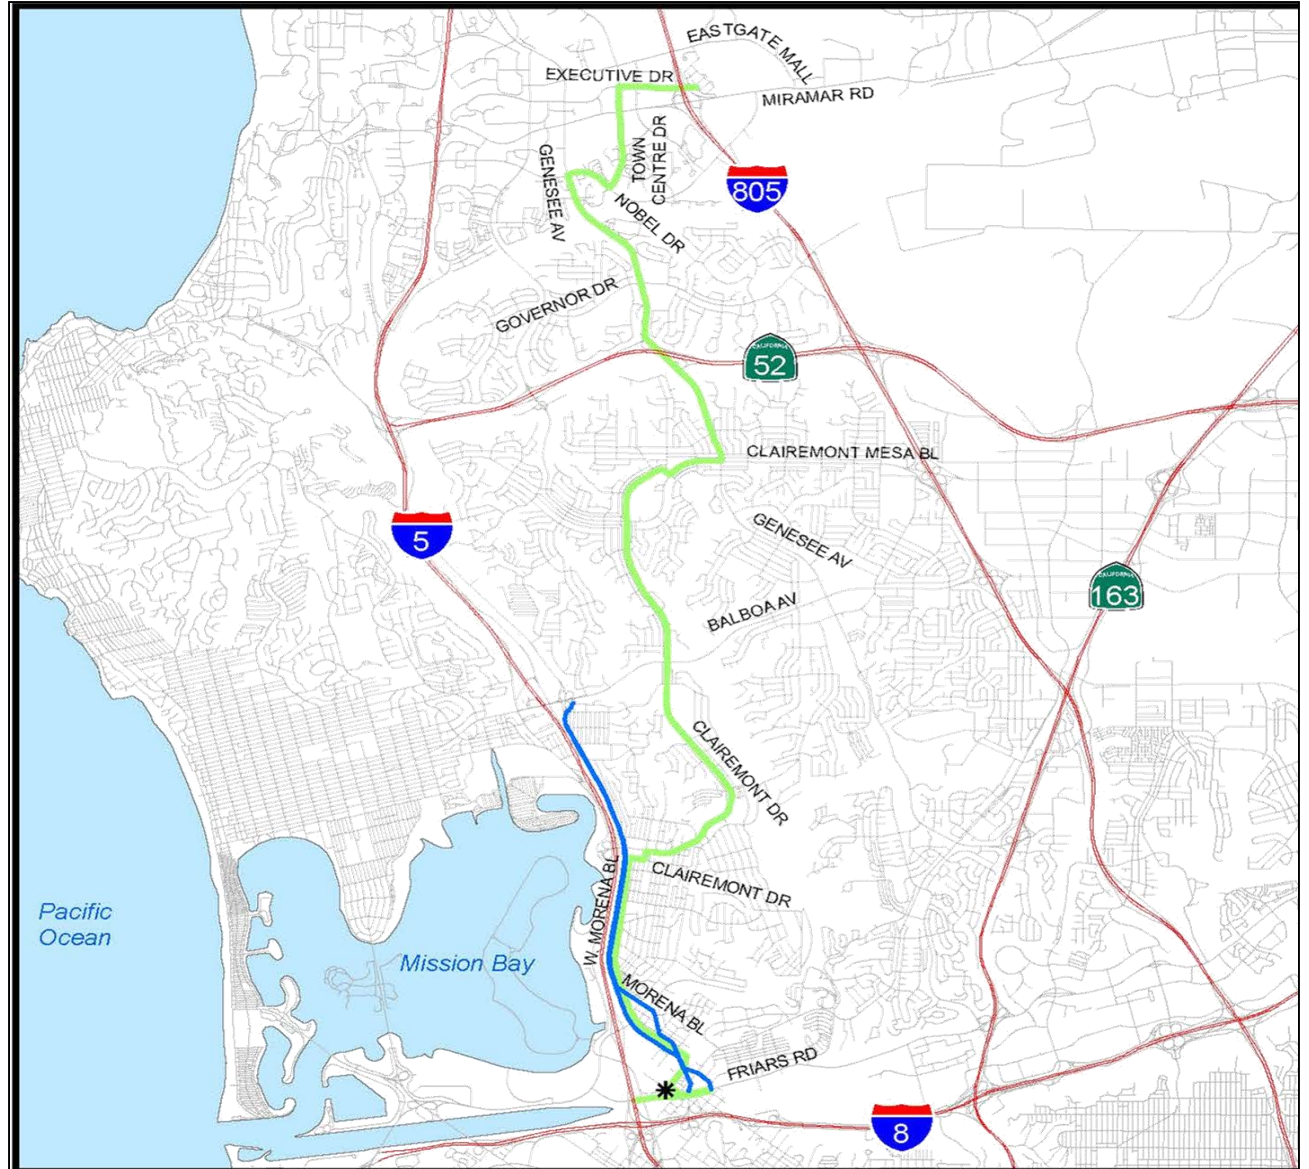 EASTGATE MALL
EXECUTIVE DR
MIRAMAR RD
TOWN
CENTRE DR
GENESEE AV
805
NOBEL DR
GOVERNOR DR
CALIFORNIA
52
CLAIREMONT MESA BL
5
GENESEE AV
CALIFORNIA
163
BALBOA AV
CLAIREMONT DR
W. MORENA BL
CLAIREMONT DR
Pacific
Ocean
Mission Bay
MORENA BL
FRIARS RD
8